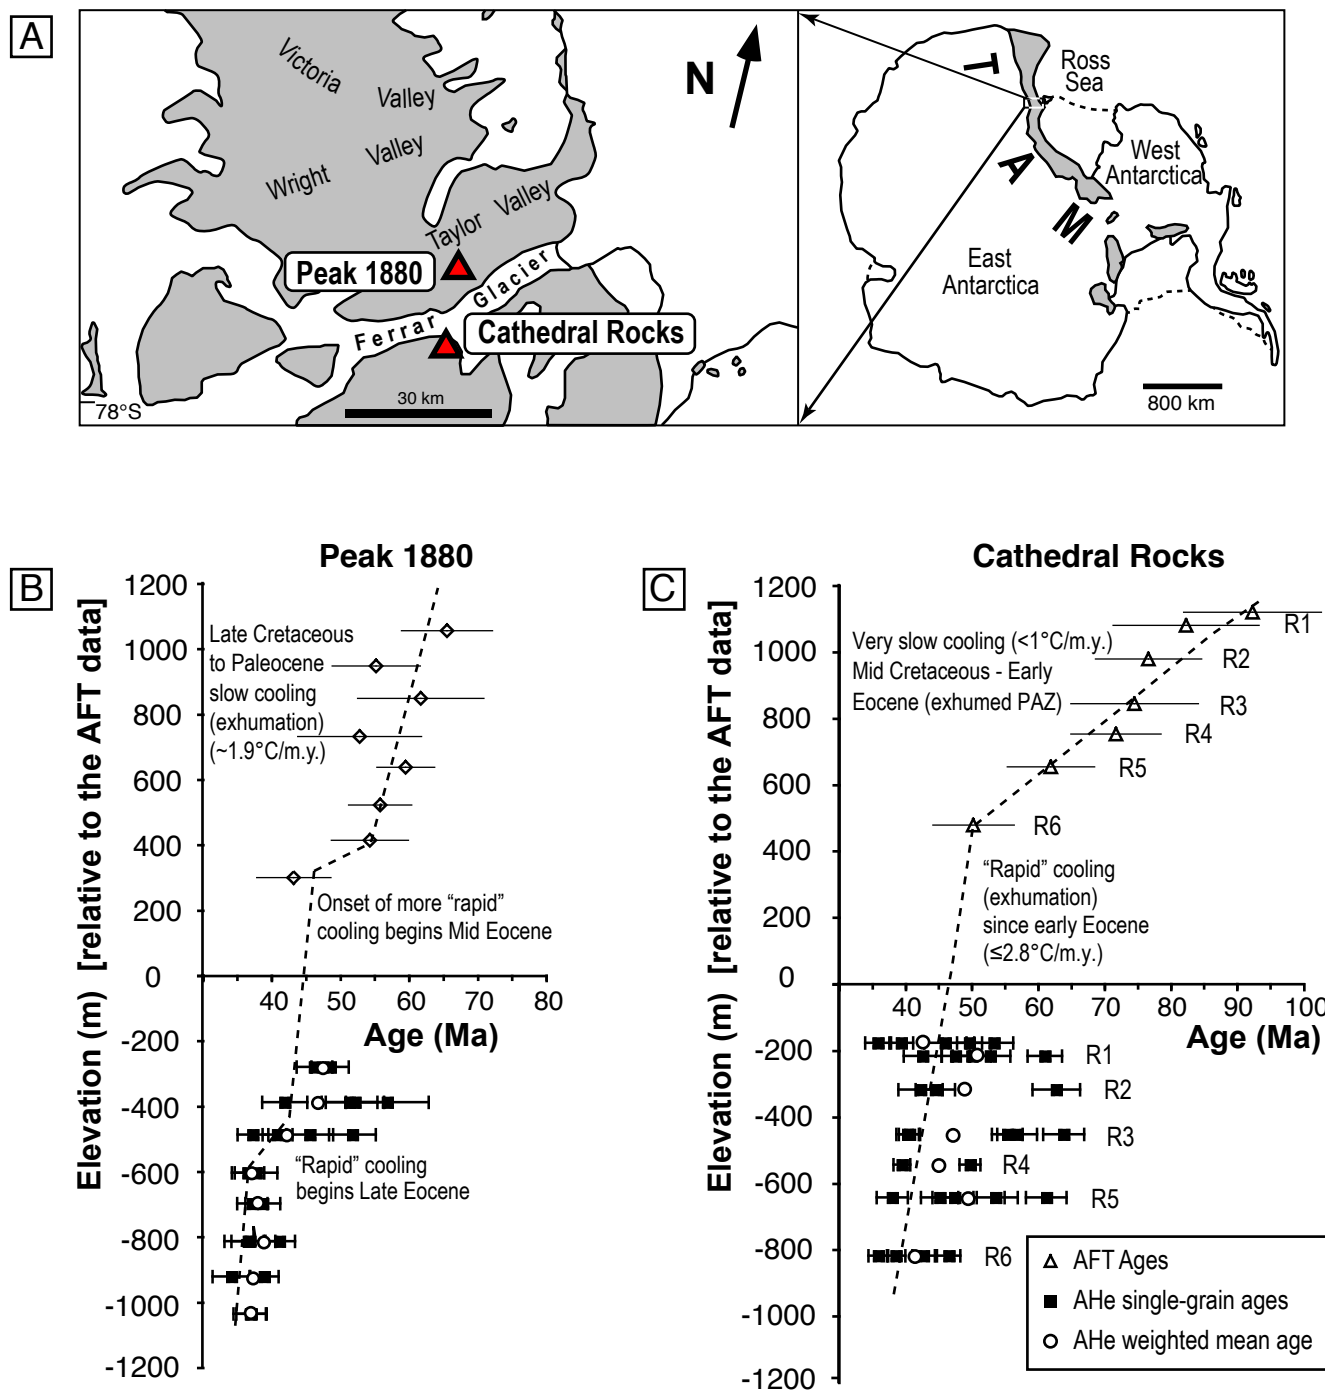 A
Victoria
Valley
Wright
Valley
Taylor
Valley
Peak 1880
Ferrar
Glacier
Cathedral Rocks
N
78°S
30 km
T
A
M
Ross
Sea
West
Antarctica
East
Antarctica
800 km
B
Peak 1880
Elevation (m) [relative to the AFT data]
1200
1000
800
600
400
200
0
-200
-400
-600
-800
-1000
-1200
40
50
60
70
80
Age (Ma)
Late Cretaceous
to Paleocene
slow cooling
(exhumation)
(~1.9°C/m.y.)
Onset of more “rapid”
cooling begins Mid Eocene
“Rapid” cooling
begins Late Eocene
C
Cathedral Rocks
Elevation (m) [relative to the AFT data]
1200
1000
800
600
400
200
0
-200
-400
-600
-800
-1000
-1200
40
50
60
70
80
90
100
Age (Ma)
Very slow cooling (<1°C/m.y.)
Mid Cretaceous - Early
Eocene (exhumed PAZ)
R1
R2
R3
R4
R5
R6
“Rapid” cooling
(exhumation)
since early Eocene
(≤2.8°C/m.y.)
R1
R2
R3
R4
R5
R6
AFT Ages
AHe single-grain ages
AHe weighted mean age